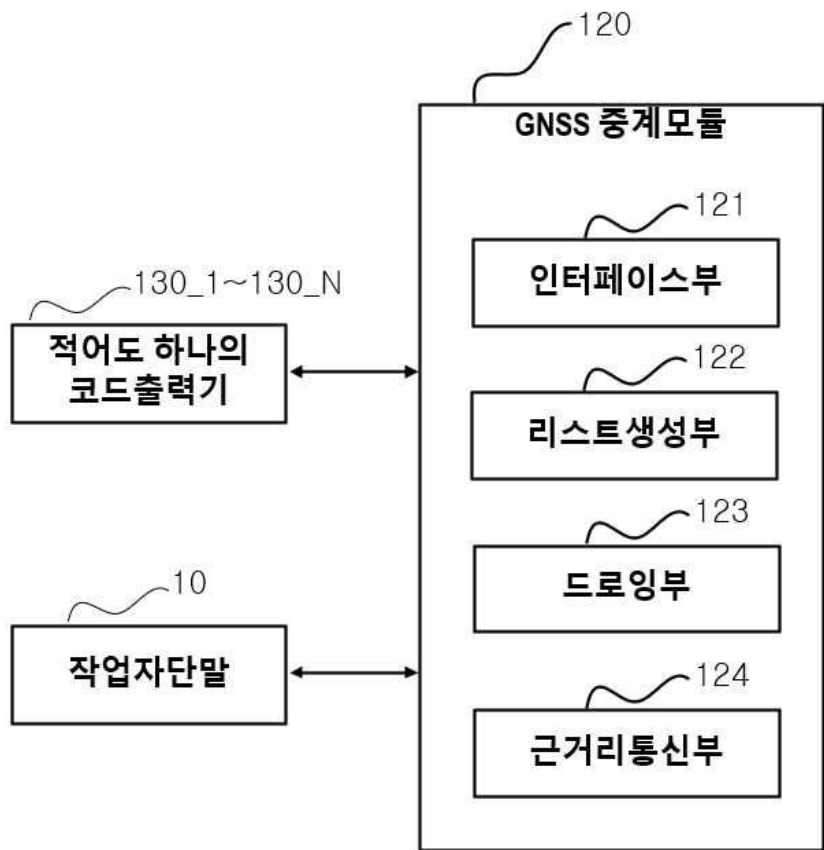 120
GNSS 중계모듈
121
인터페이스부
130_1~130_N
적어도 하나의
코드출력기
122
리스트생성부
123
드로잉부
10
작업자단말
124
근거리통신부